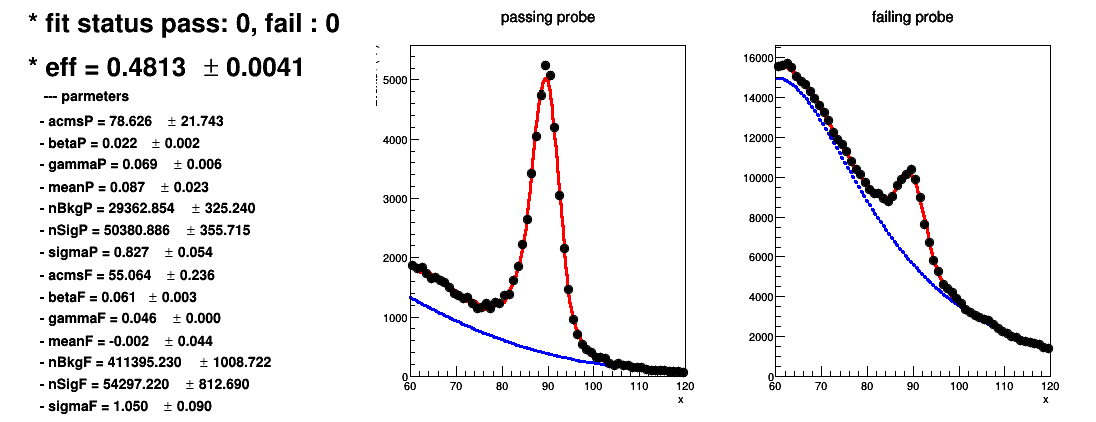 * fit status pass: 0, fail : 0
* eff = 0.4813 ± 0.0041
--- parmeters
- acmsP = 78.626 ± 21.743
- betaP = 0.022 ± 0.002
- gammaP = 0.069 ± 0.006
- meanP = 0.087 ± 0.023
- nBkgP = 29362.854 ± 325.240
- nSigP = 50380.886 ± 355.715
- sigmaP = 0.827 ± 0.054
- acmsF = 55.064 ± 0.236
- betaF = 0.061 ± 0.003
- gammaF = 0.046 ± 0.000
- meanF = -0.002 ± 0.044
- nBkgF = 411395.230 ± 1008.722
- nSigF = 54297.220 ± 812.690
- sigmaF = 1.050 ± 0.090
passing probe
5000
4000
3000
2000
1000
0
60 70 80 90 100 110 120
x
failing probe
16000
14000
12000
10000
8000
6000
4000
2000
0
60 70 80 90 100 110 120
x